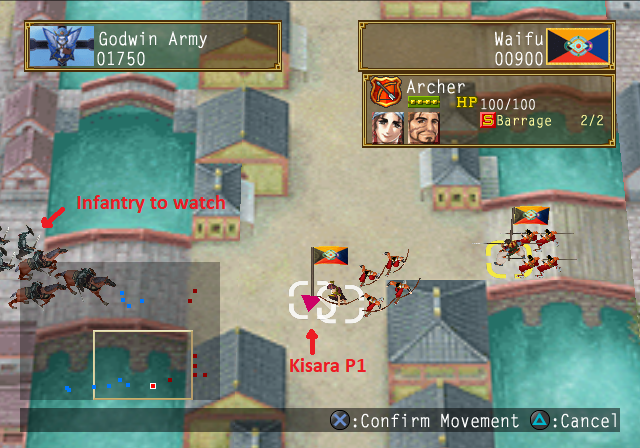 Godwin Army
01750
Waifu
00900
Archer
HP 100/100
S Barrage 2/2
Infantry to watch
Kisara P1
:Confirm Movement :Cancel